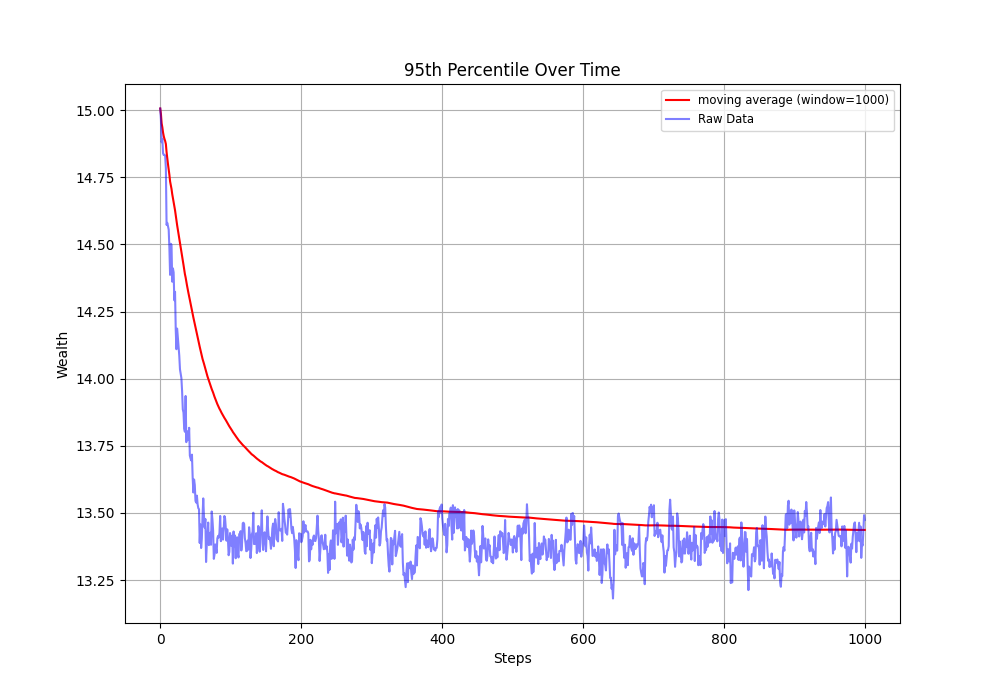 95th Percentile Over Time
moving average (window=1000)
Raw Data
Wealth
15.00
14.75
14.50
14.25
14.00
13.75
13.50
13.25
0 200 400 600 800 1000
Steps